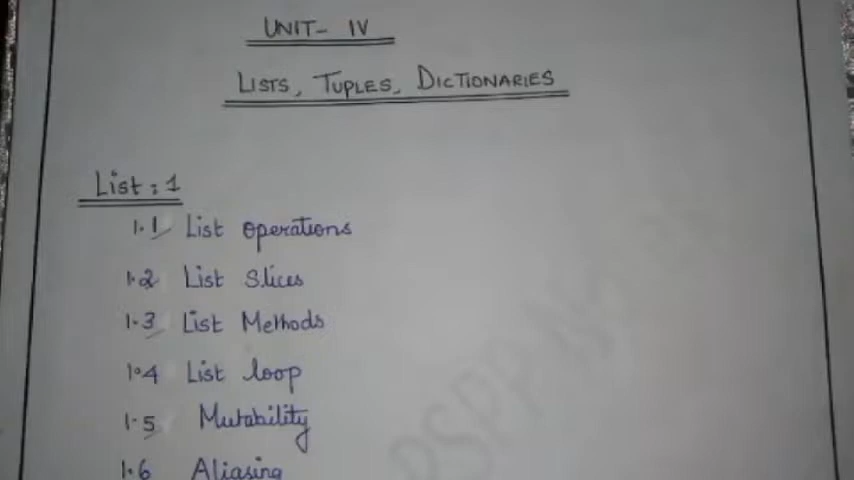 UNIT- IV
LISTS, TUPLES, DICTIONARIES
List: 1
1.1 List operations
1.2 List Slices
1.3 List Methods
1.4 List loop
1.5 Mutability
1.6 Aliasing